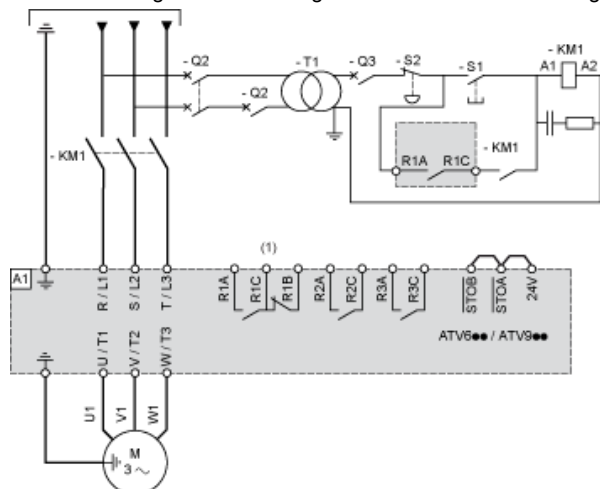 - Q2 - T1 - Q3 - S2 - S1 - KM1
A1 A2
- Q2
- KM1
R1A R1C - KM1
(1)
A1
R / L1
S / L2
T / L3
R1A
R1C
R1B
R2A
R2C
R3A
R3C
STOB
STOA
24V
U / T1
V / T2
W / T3
ATV6●● / ATV9●●
U1
V1
W1
M
3 ~